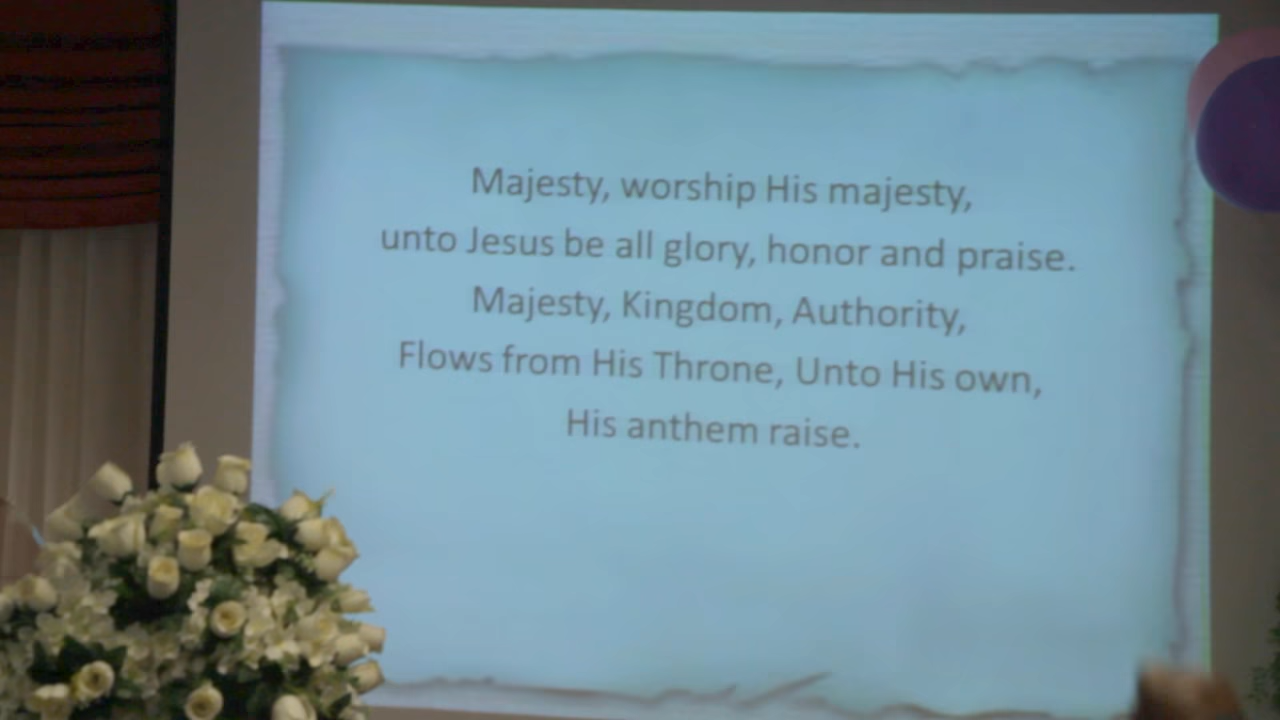 Majesty, worship His majesty,
unto Jesus be all glory, honor and praise.
Majesty, Kingdom, Authority,
Flows from His Throne, Unto His own,
His anthem raise.